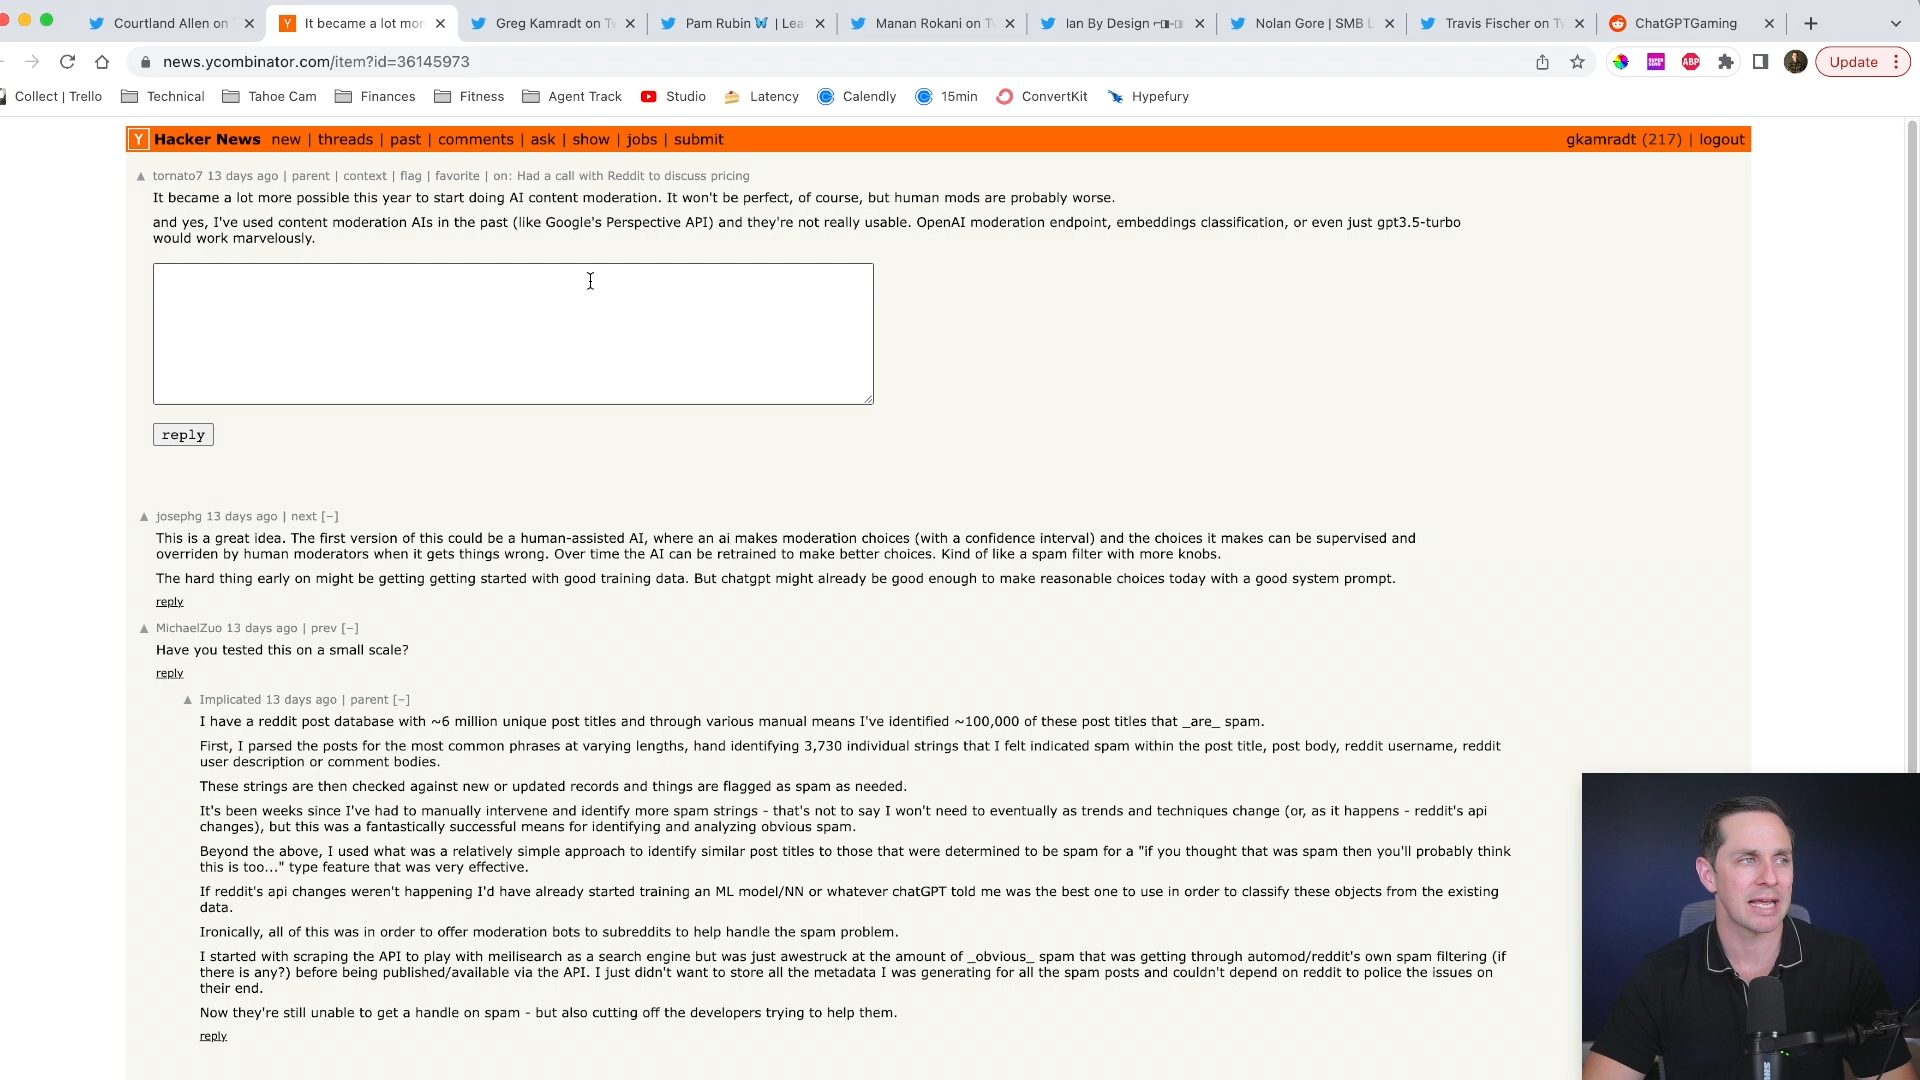 Courtland Allen on
It became a lot mor
Greg Kamradt on Tw
Pam Rubin | Lea
Manan Rokani on Tw
Ian By Design
Nolan Gore | SMB L
Travis Fischer on Tw
ChatGPTGaming
news.ycombinator.com/item?id=36145973
ABP
Update
Collect | Trello
Technical
Tahoe Cam
Finances
Fitness
Agent Track
Studio
Latency
Calendly
15min
ConvertKit
Hypefury
Y Hacker News new | threads | past | comments | ask | show | jobs | submit
gkamradt (217) | logout
tornato7 13 days ago | parent | context | flag | favorite | on: Had a call with Reddit to discuss pricing
It became a lot more possible this year to start doing AI content moderation. It won't be perfect, of course, but human mods are probably worse.
and yes, I've used content moderation AIs in the past (like Google's Perspective API) and they're not really usable. OpenAI moderation endpoint, embeddings classification, or even just gpt3.5-turbo
would work marvelously.
reply
josephg 13 days ago | next [–]
This is a great idea. The first version of this could be a human-assisted AI, where an ai makes moderation choices (with a confidence interval) and the choices it makes can be supervised and
overriden by human moderators when it gets things wrong. Over time the AI can be retrained to make better choices. Kind of like a spam filter with more knobs.
The hard thing early on might be getting getting started with good training data. But chatgpt might already be good enough to make reasonable choices today with a good system prompt.
reply
MichaelZuo 13 days ago | prev [–]
Have you tested this on a small scale?
reply
Implicated 13 days ago | parent [–]
I have a reddit post database with ~6 million unique post titles and through various manual means I've identified ~100,000 of these post titles that _are_ spam.
First, I parsed the posts for the most common phrases at varying lengths, hand identifying 3,730 individual strings that I felt indicated spam within the post title, post body, reddit username, reddit
user description or comment bodies.
These strings are then checked against new or updated records and things are flagged as spam as needed.
It's been weeks since I've had to manually intervene and identify more spam strings - that's not to say I won't need to eventually as trends and techniques change (or, as it happens - reddit's api
changes), but this was a fantastically successful means for identifying and analyzing obvious spam.
Beyond the above, I used what was a relatively simple approach to identify similar post titles to those that were determined to be spam for a "if you thought that was spam then you'll probably think
this is too..." type feature that was very effective.
If reddit's api changes weren't happening I'd have already started training an ML model/NN or whatever chatGPT told me was the best one to use in order to classify these objects from the existing
data.
Ironically, all of this was in order to offer moderation bots to subreddits to help handle the spam problem.
I started with scraping the API to play with meilisearch as a search engine but was just awestruck at the amount of _obvious_ spam that was getting through automod/reddit's own spam filtering (if
there is any?) before being published/available via the API. I just didn't want to store all the metadata I was generating for all the spam posts and couldn't depend on reddit to police the issues on
their end.
Now they're still unable to get a handle on spam - but also cutting off the developers trying to help them.
reply